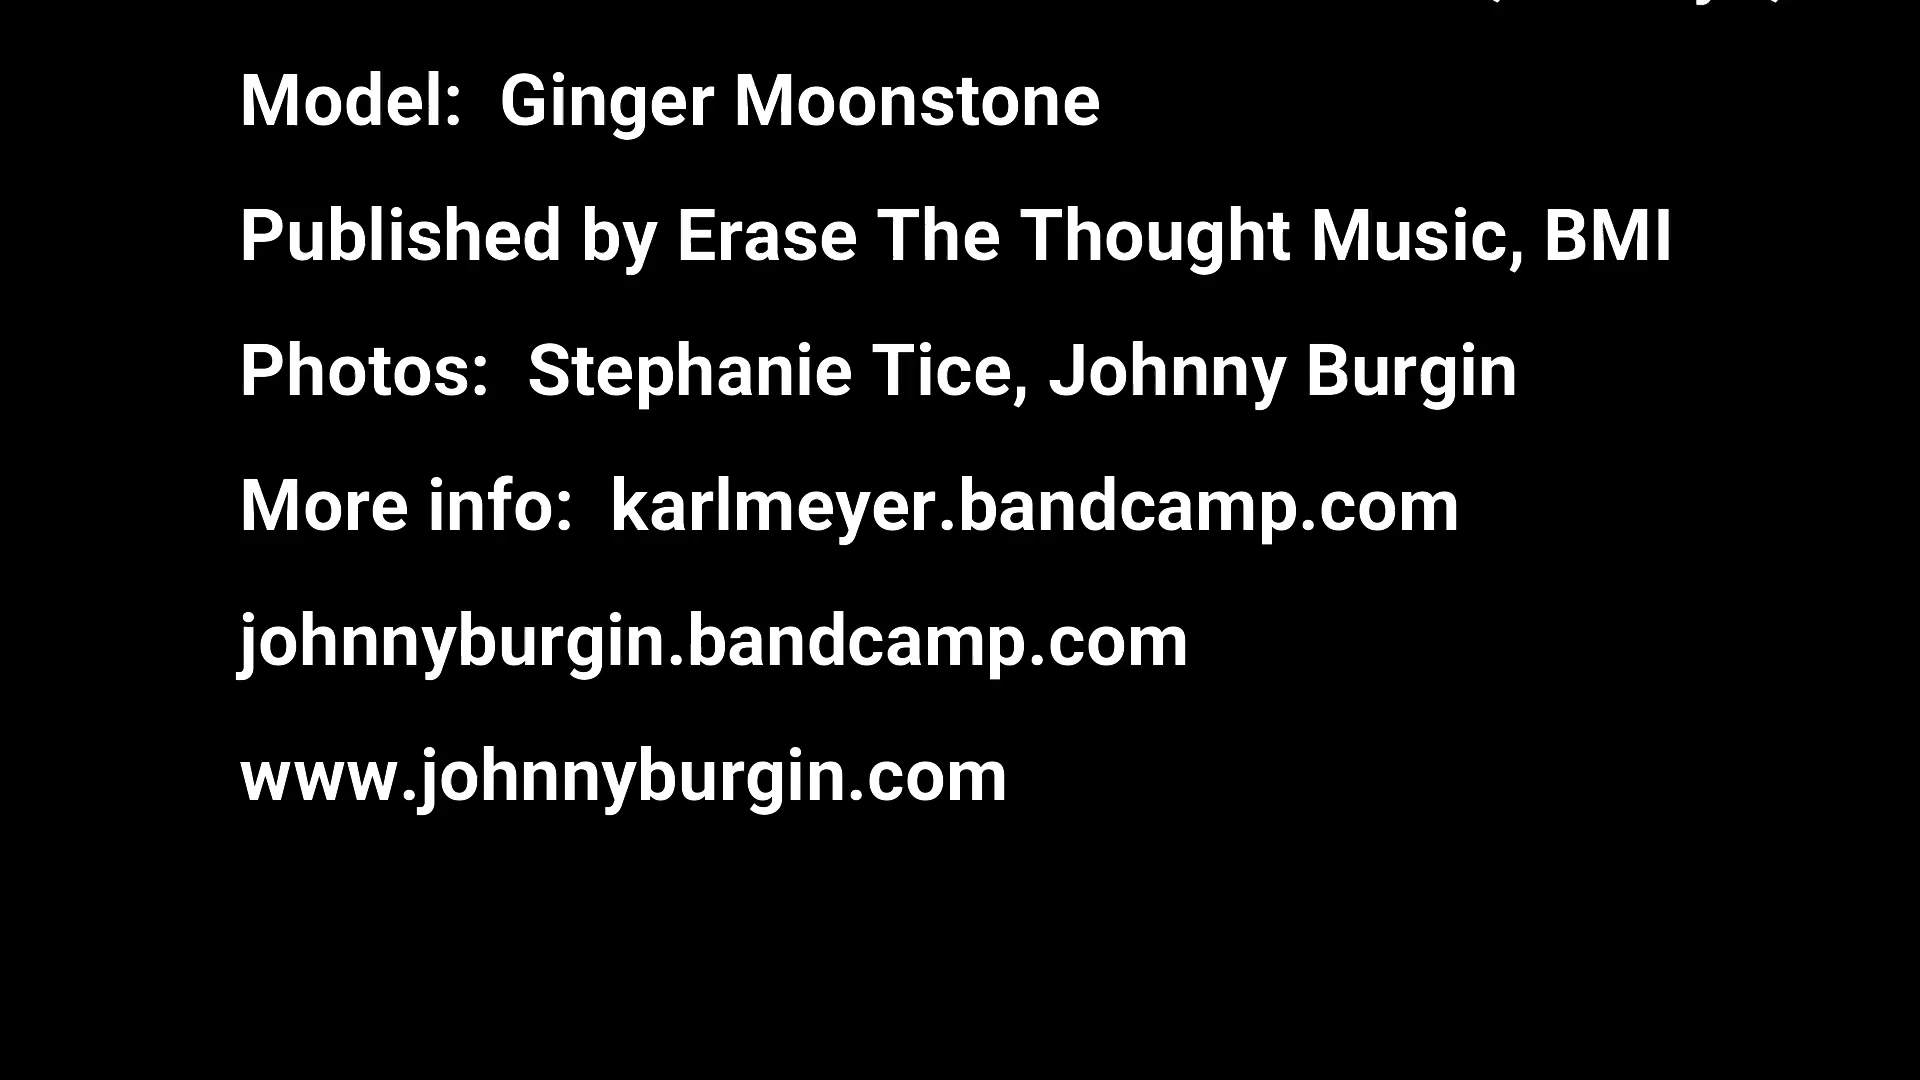 Model:  Ginger Moonstone
Published by Erase The Thought Music, BMI
Photos:  Stephanie Tice, Johnny Burgin
More info:  karlmeyer.bandcamp.com
johnnyburgin.bandcamp.com
www.johnnyburgin.com